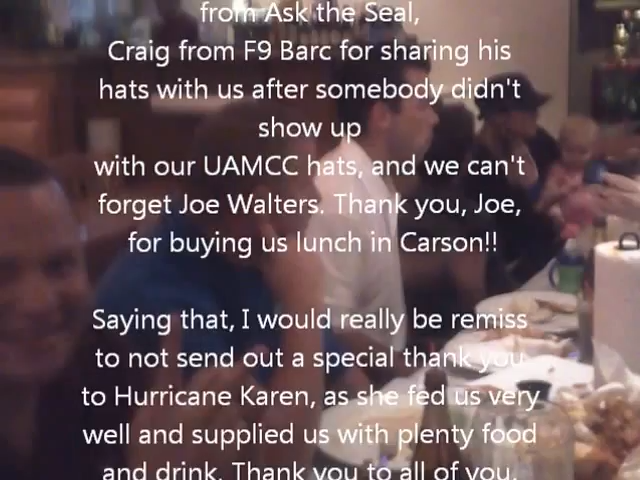 from Ask the Seal,
Craig from F9 Barc for sharing his
hats with us after somebody didn't
show up
with our UAMCC hats, and we can't
forget Joe Walters. Thank you, Joe,
for buying us lunch in Carson!!
Saying that, I would really be remiss
to not send out a special thank you
to Hurricane Karen, as she fed us very
well and supplied us with plenty food
and drink. Thank you to all of you,